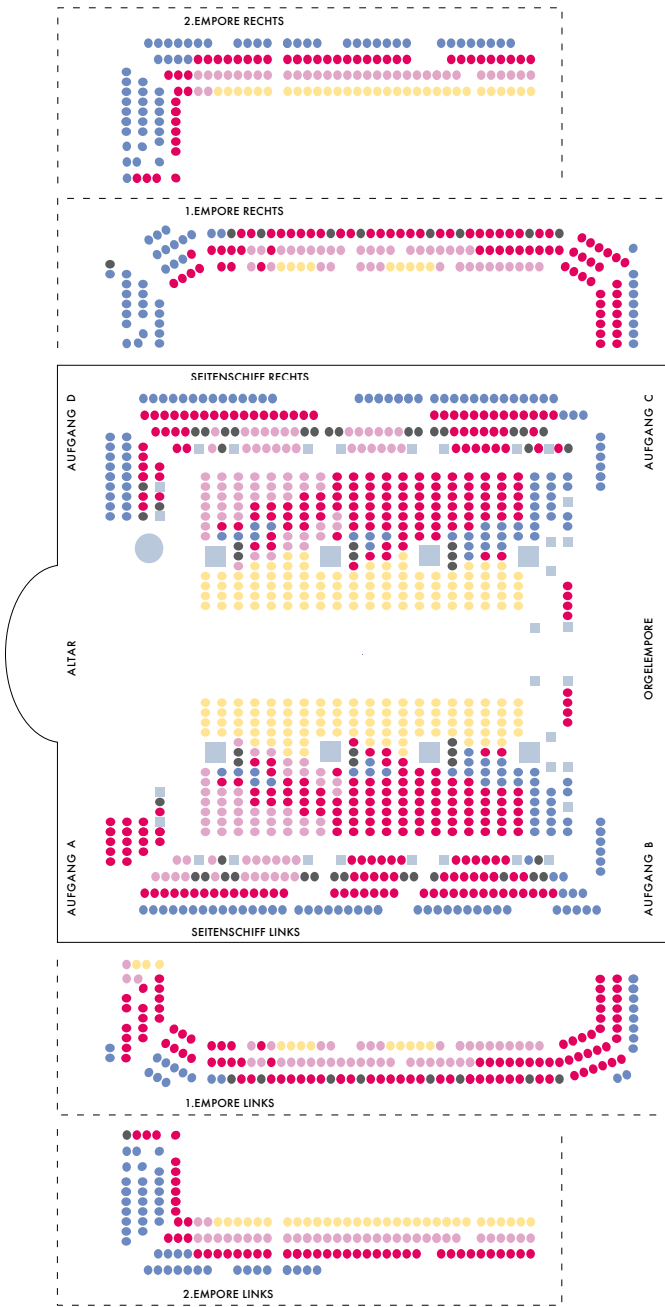 2.EMPORE RECHTS
1.EMPORE RECHTS
SEITENSCHIFF RECHTS
AUFGANG D
AUFGANG C
ALTAR
ORGELEMPORE
AUFGANG A
AUFGANG B
SEITENSCHIFF LINKS
1.EMPORE LINKS
2.EMPORE LINKS